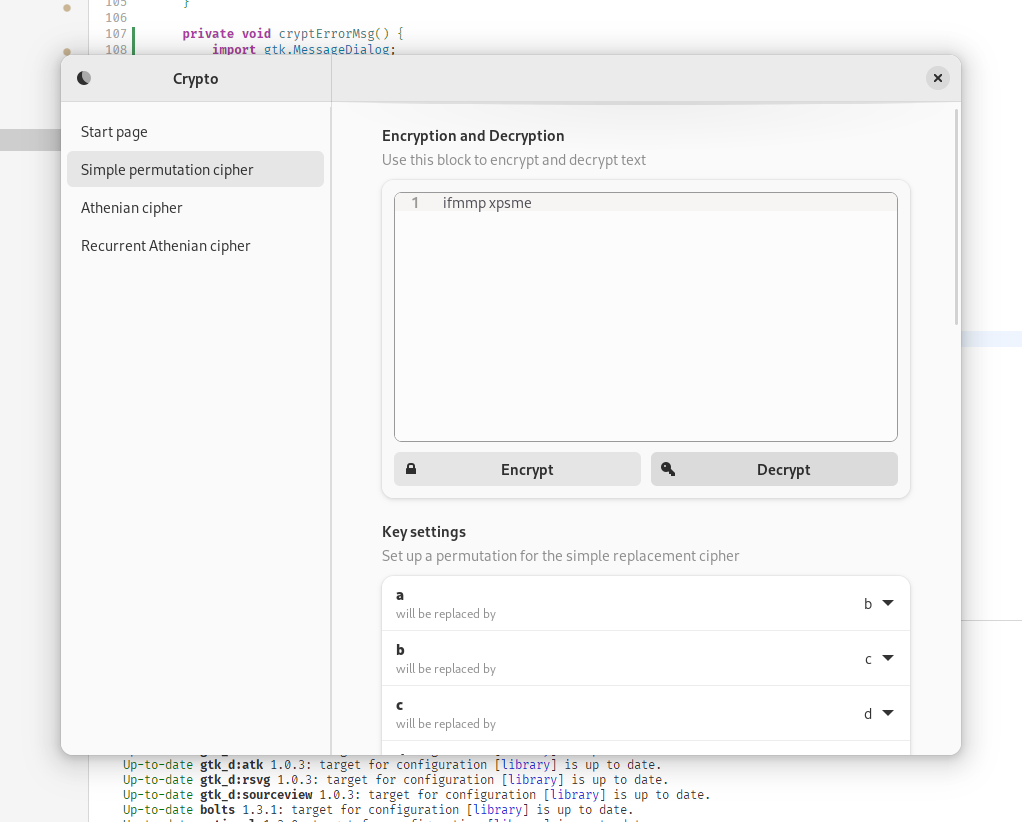 105 }
106
107 private void cryptErrorMsg() {
108 import gtk.MessageDialog;
Crypto
Start page
Simple permutation cipher
Athenian cipher
Recurrent Athenian cipher
Encryption and Decryption
Use this block to encrypt and decrypt text
1 ifmmp xpsme
Encrypt
Decrypt
Key settings
Set up a permutation for the simple replacement cipher
a
will be replaced by
b
b
will be replaced by
c
c
will be replaced by
d
Up-to-date gtk_d:atk 1.0.3: target for configuration [library] is up to date.
Up-to-date gtk_d:rsvg 1.0.3: target for configuration [library] is up to date.
Up-to-date gtk_d:sourceview 1.0.3: target for configuration [library] is up to date.
Up-to-date bolts 1.3.1: target for configuration [library] is up to date.